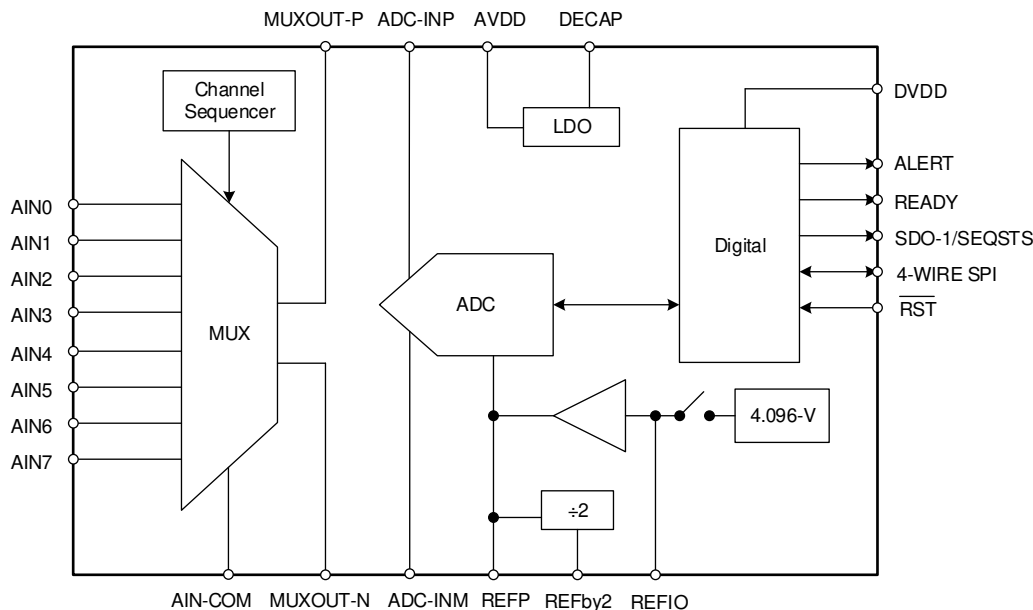 MUXOUT-P ADC-INP AVDD DECAP
Channel
Sequencer
LDO
DVDD
ALERT
READY
SDO-1/SEQSTS
4-WIRE SPI
RST
AIN0
AIN1
AIN2
AIN3
AIN4
AIN5
AIN6
AIN7
MUX
ADC
Digital
4.096-V
÷2
AIN-COM MUXOUT-N ADC-INM REFP REFby2 REFIO